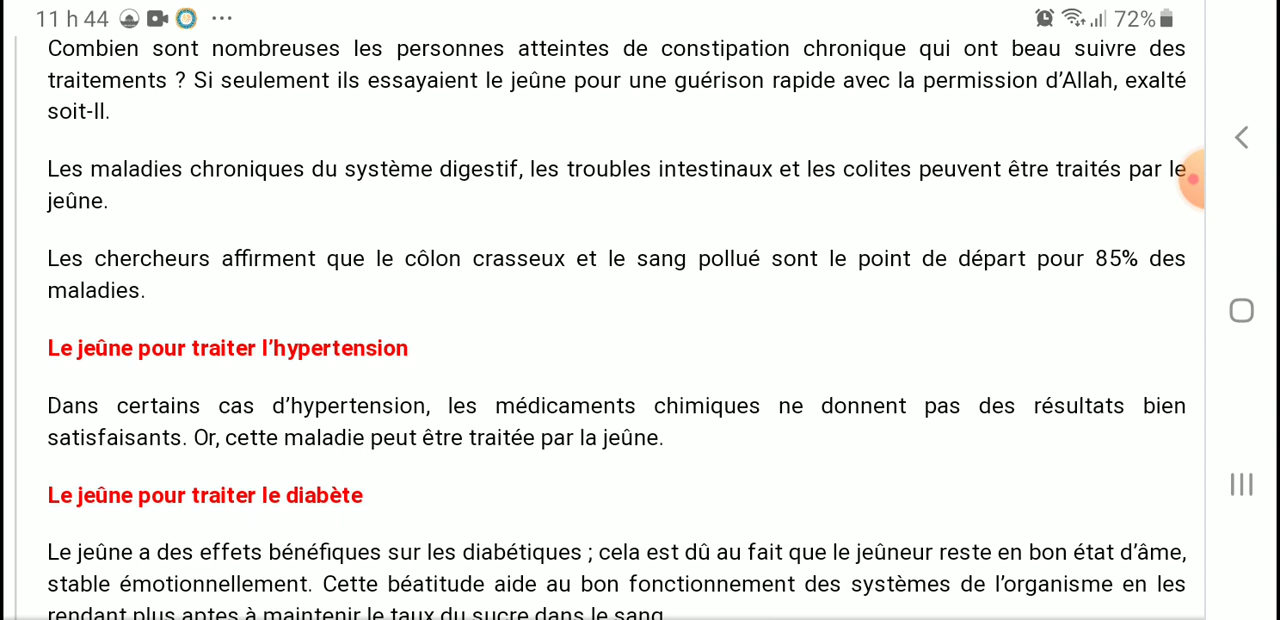 11 h 44
72%
Combien sont nombreuses les personnes atteintes de constipation chronique qui ont beau suivre des
traitements ? Si seulement ils essayaient le jeûne pour une guérison rapide avec la permission d’Allah, exalté
soit-Il.
Les maladies chroniques du système digestif, les troubles intestinaux et les colites peuvent être traités par le
jeûne.
Les chercheurs affirment que le côlon crasseux et le sang pollué sont le point de départ pour 85% des
maladies.
Le jeûne pour traiter l’hypertension
Dans certains cas d’hypertension, les médicaments chimiques ne donnent pas des résultats bien
satisfaisants. Or, cette maladie peut être traitée par la jeûne.
Le jeûne pour traiter le diabète
Le jeûne a des effets bénéfiques sur les diabétiques ; cela est dû au fait que le jeûneur reste en bon état d’âme,
stable émotionnellement. Cette béatitude aide au bon fonctionnement des systèmes de l’organisme en les
rendant plus aptes à maintenir le taux du sucre dans le sang